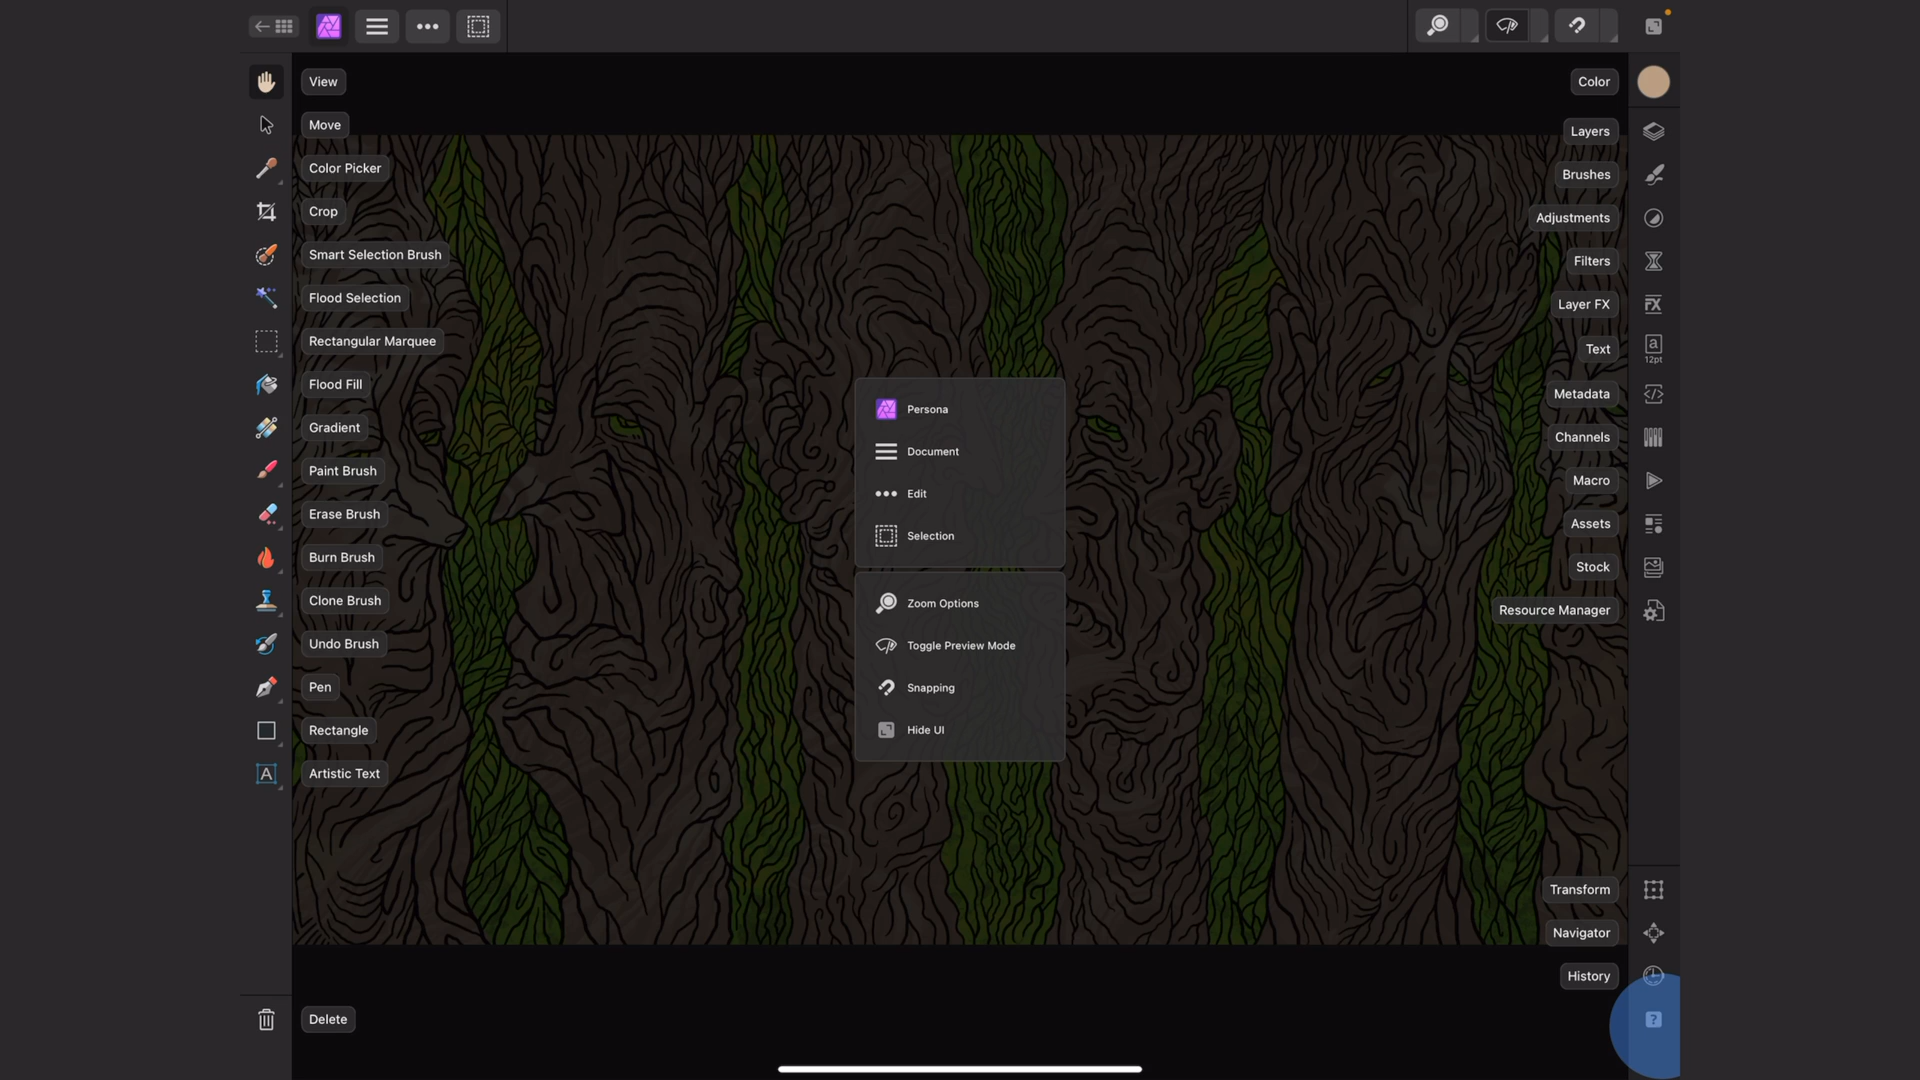 View
Move
Color Picker
Crop
Smart Selection Brush
Flood Selection
Rectangular Marquee
Flood Fill
Gradient
Paint Brush
Erase Brush
Burn Brush
Clone Brush
Undo Brush
Pen
Rectangle
A
Artistic Text
Delete
Persona
Document
Edit
Selection
Zoom Options
Toggle Preview Mode
Snapping
Hide UI
Color
Layers
Brushes
Adjustments
Filters
Layer FX
FX
Text
a
12pt
Metadata
Channels
Macro
Assets
Stock
Resource Manager
Transform
Navigator
History
?